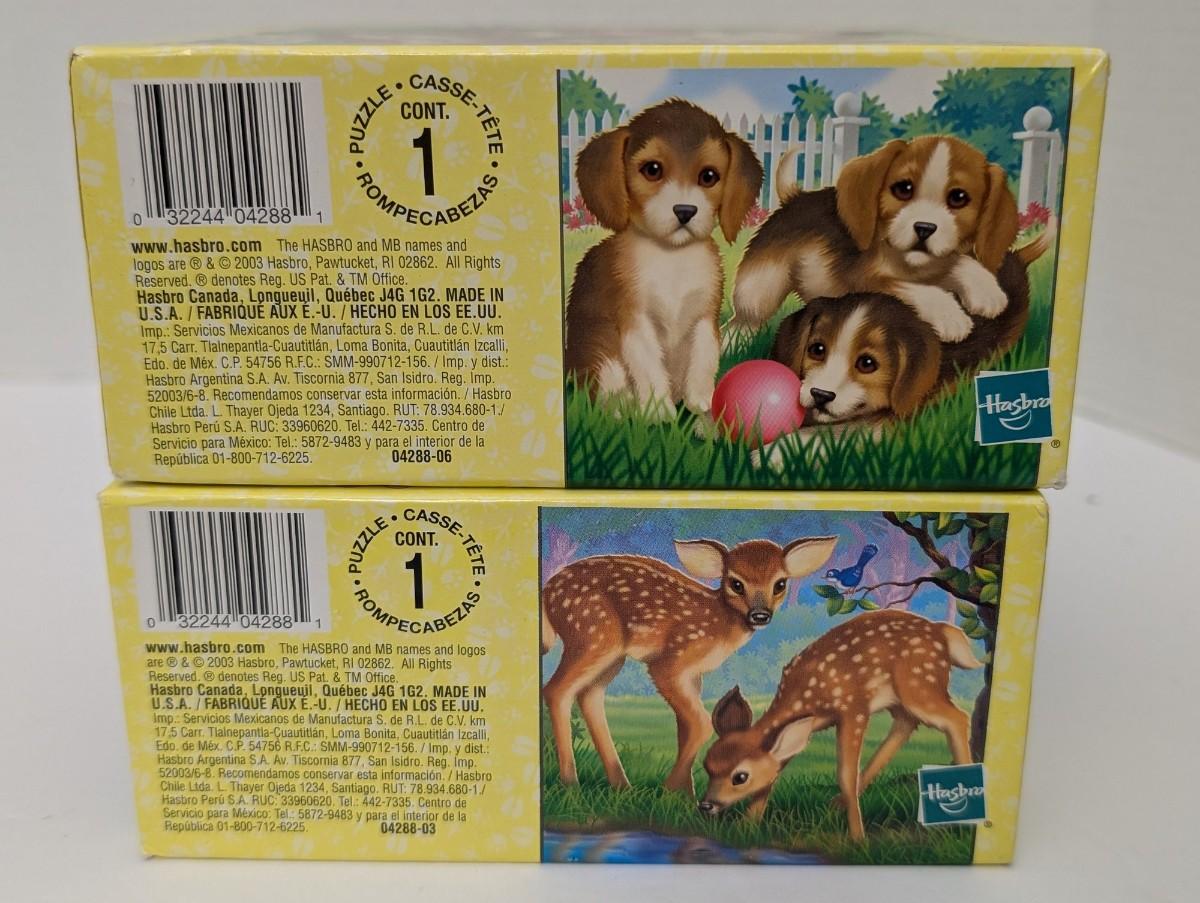 PUZZLE • CASSE-TÊTE • ROMPECABEZAS •
CONT.
1
0 32244 04288 1
www.hasbro.com The HASBRO and MB names and
logos are ® & © 2003 Hasbro, Pawtucket, RI 02862. All Rights
Reserved. ® denotes Reg. US Pat. & TM Office.
Hasbro Canada, Longueuil, Québec J4G 1G2. MADE IN
U.S.A. / FABRIQUÉ AUX É.-U. / HECHO EN LOS EE.UU.
Imp.: Servicios Mexicanos de Manufactura S. de R.L. de C.V. km
17,5 Carr. Tlalnepantla-Cuautitlán, Loma Bonita, Cuautitlán Izcalli,
Edo. de Méx. C.P. 54756 R.F.C.: SMM-990712-156. / Imp. y dist.:
Hasbro Argentina S.A. Av. Tiscornia 877, San Isidro. Reg. Imp.
52003/6-8. Recomendamos conservar esta información. / Hasbro
Chile Ltda. L. Thayer Ojeda 1234, Santiago. RUT: 78.934.680-1./
Hasbro Perú S.A. RUC: 33960620. Tel.: 442-7335. Centro de
Servicio para México: Tel.: 5872-9483 y para el interior de la
República 01-800-712-6225. 04288-06
Hasbro ®
PUZZLE • CASSE-TÊTE • ROMPECABEZAS •
CONT.
1
0 32244 04288 1
www.hasbro.com The HASBRO and MB names and logos
are ® & © 2003 Hasbro, Pawtucket, RI 02862. All Rights
Reserved. ® denotes Reg. US Pat. & TM Office.
Hasbro Canada, Longueuil, Québec J4G 1G2. MADE IN
U.S.A. / FABRIQUÉ AUX É.-U. / HECHO EN LOS EE.UU.
Imp.: Servicios Mexicanos de Manufactura S. de R.L. de C.V. km
17,5 Carr. Tlalnepantla-Cuautitlán, Loma Bonita, Cuautitlán Izcalli,
Edo. de Méx. C.P. 54756 R.F.C.: SMM-990712-156. / Imp. y dist.:
Hasbro Argentina S.A. Av. Tiscornia 877, San Isidro. Reg. Imp.
52003/6-8. Recomendamos conservar esta información. / Hasbro
Chile Ltda. L. Thayer Ojeda 1234, Santiago. RUT: 78.934.680-1./
Hasbro Perú S.A. RUC: 33960620. Tel.: 442-7335. Centro de
Servicio para México: Tel.: 5872-9483 y para el interior de la
República 01-800-712-6225. 04288-03
Hasbro ®